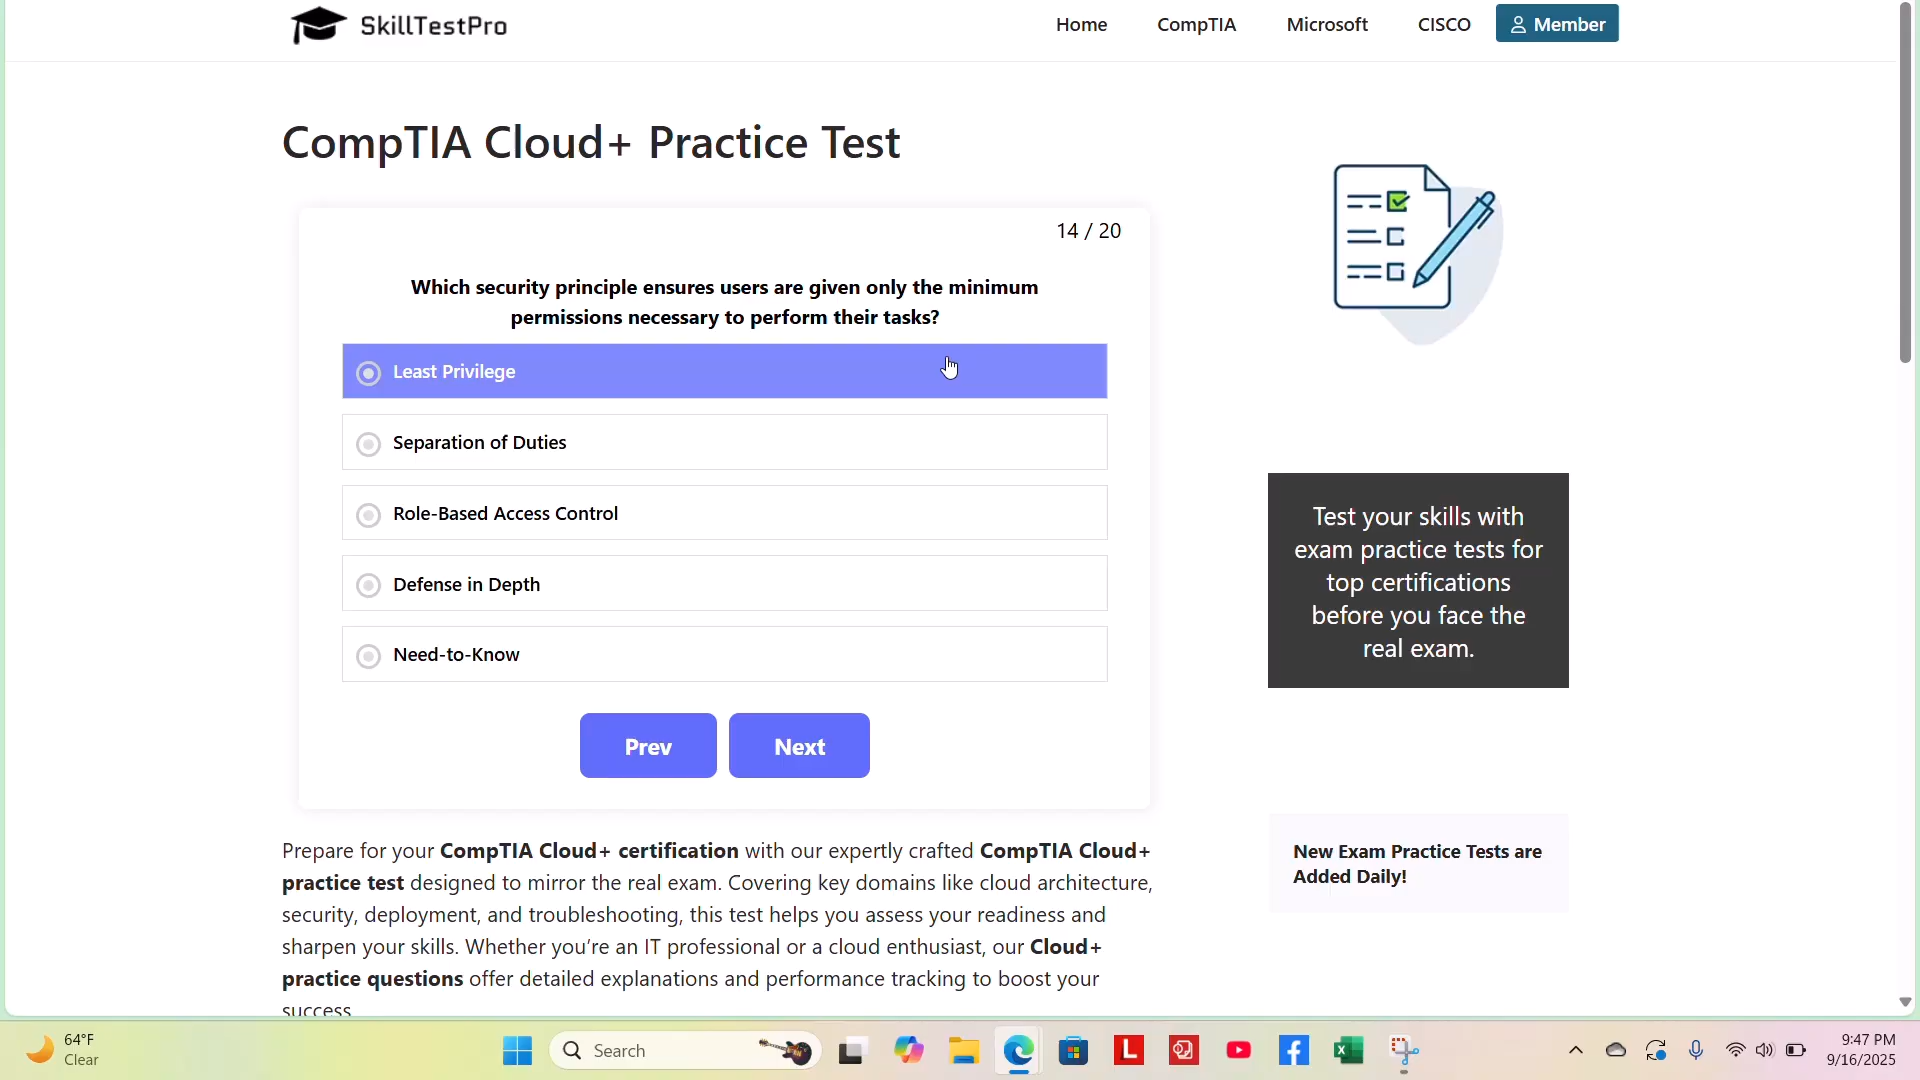 SkillTestPro
Home
CompTIA
Microsoft
CISCO
Member
CompTIA Cloud+ Practice Test
14 / 20
Which security principle ensures users are given only the minimum
permissions necessary to perform their tasks?
Least Privilege
Separation of Duties
Role-Based Access Control
Defense in Depth
Need-to-Know
Prev
Next
Prepare for your CompTIA Cloud+ certification with our expertly crafted CompTIA Cloud+
practice test designed to mirror the real exam. Covering key domains like cloud architecture,
security, deployment, and troubleshooting, this test helps you assess your readiness and
sharpen your skills. Whether you’re an IT professional or a cloud enthusiast, our Cloud+
practice questions offer detailed explanations and performance tracking to boost your
success
Test your skills with
exam practice tests for
top certifications
before you face the
real exam.
New Exam Practice Tests are
Added Daily!
64°F
Clear
Search
L
9:47 PM
9/16/2025